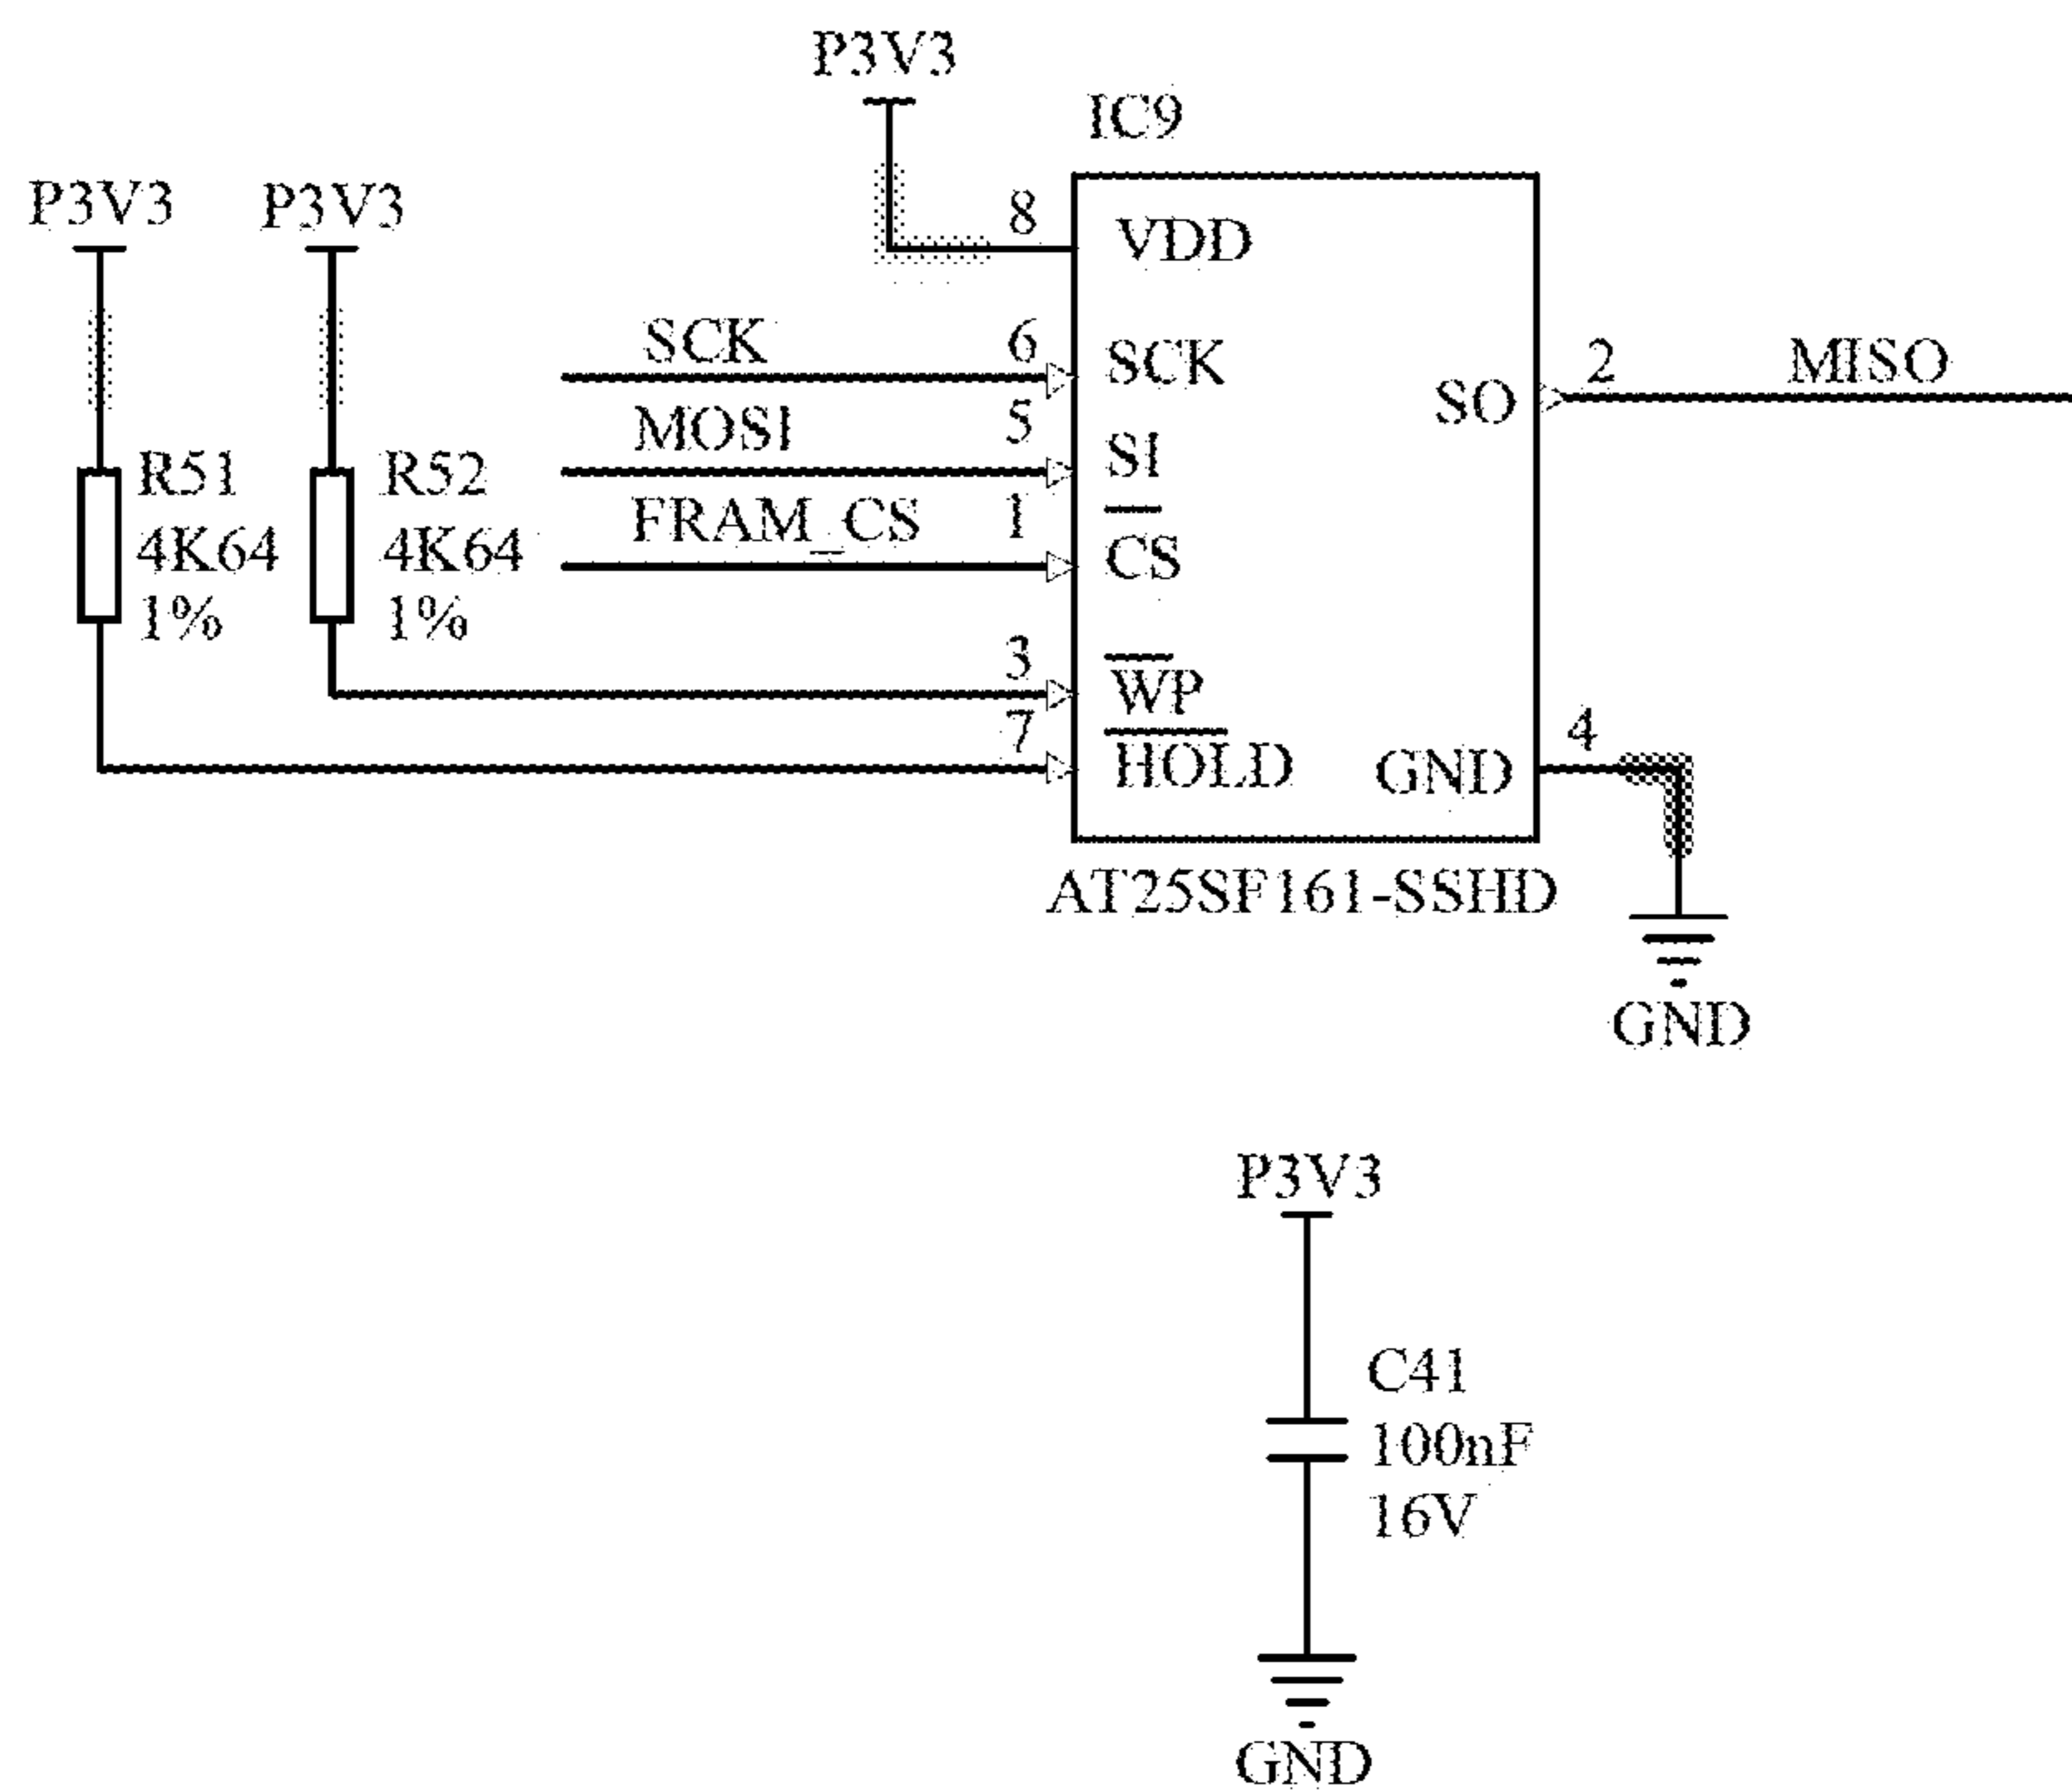 P3V3
IC9
P3V3
P3V3
8
VDD
SCK
6
SCK
2
MISO
SO
MOSI
5
SI
R51
4K64
1%
R52
4K64
1%
FRAM_CS
1
CS
3
WP
7
HOLD
GND
4
AT25SF161-SSHD
GND
P3V3
C41
100nF
16V
GND